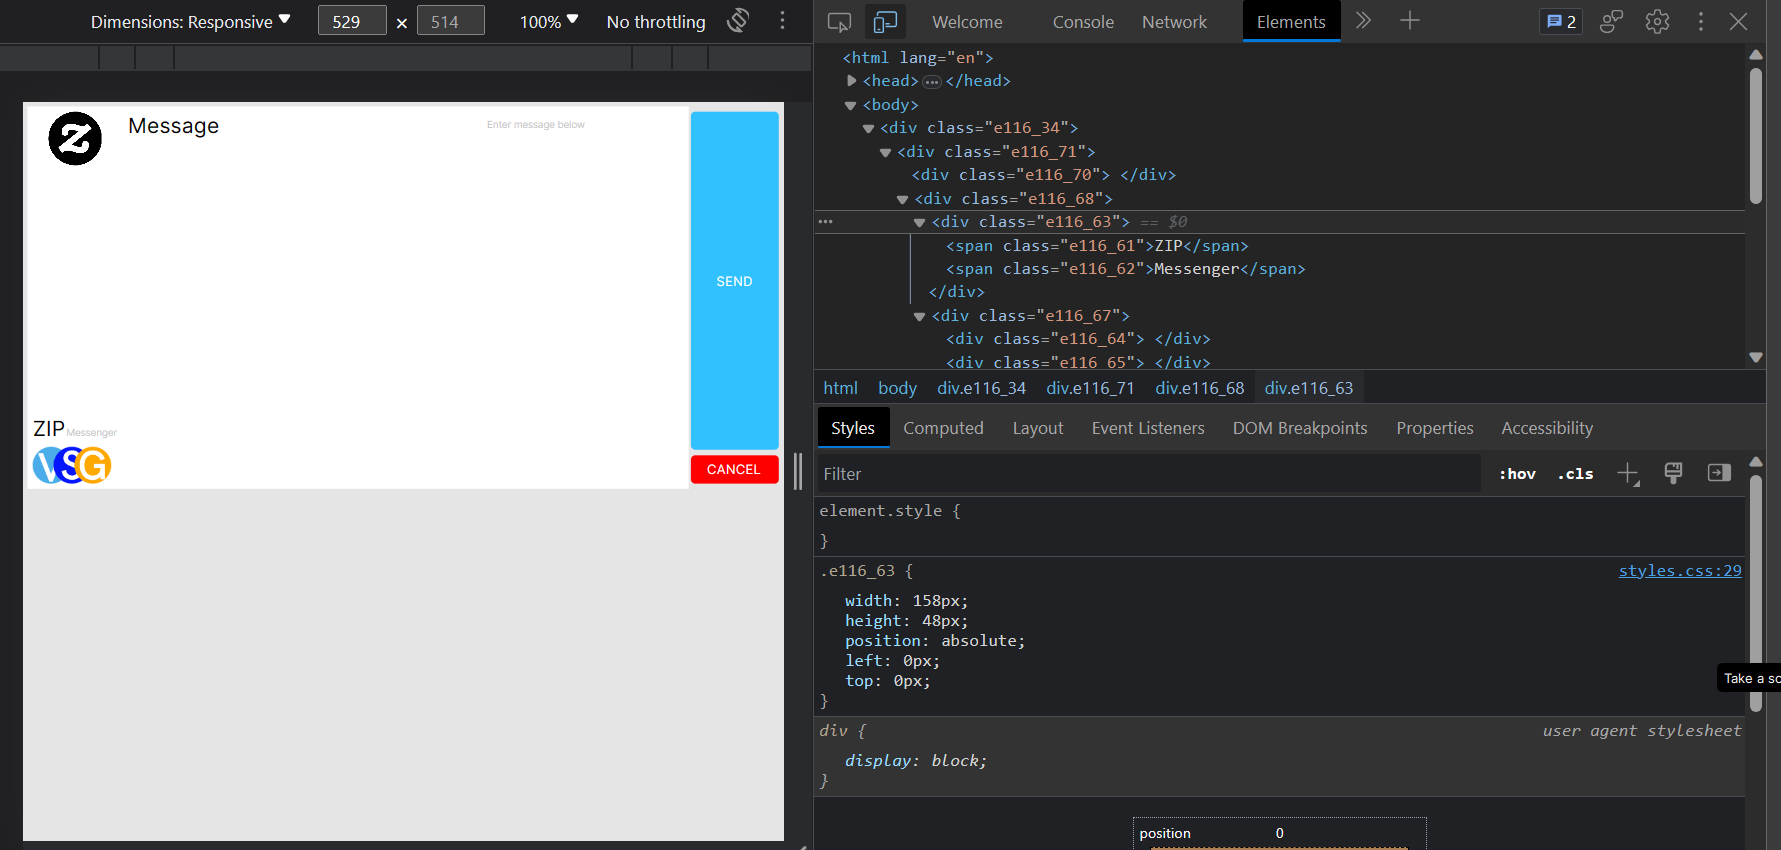 Dimensions: Responsive 529 × 514 100% No throttling
Welcome Console Network Elements 2
Z
Message
Enter message below
SEND
ZIP Messenger
VSG
CANCEL
<html lang="en">
<head> ••• </head>
<body>
<div class="e116_34">
<div class="e116_71">
<div class="e116_70"> </div>
<div class="e116_68">
••• <div class="e116_63"> == $0
<span class="e116_61">ZIP</span>
<span class="e116_62">Messenger</span>
</div>
<div class="e116_67">
<div class="e116_64"> </div>
<div class="e116_65"> </div>
html body div.e116_34 div.e116_71 div.e116_68 div.e116_63
Styles Computed Layout Event Listeners DOM Breakpoints Properties Accessibility
Filter :hov .cls
element.style {
}
.e116_63 { styles.css:29
width: 158px;
height: 48px;
position: absolute;
left: 0px;
top: 0px;
}
Take a sc
div { user agent stylesheet
display: block;
}
position 0